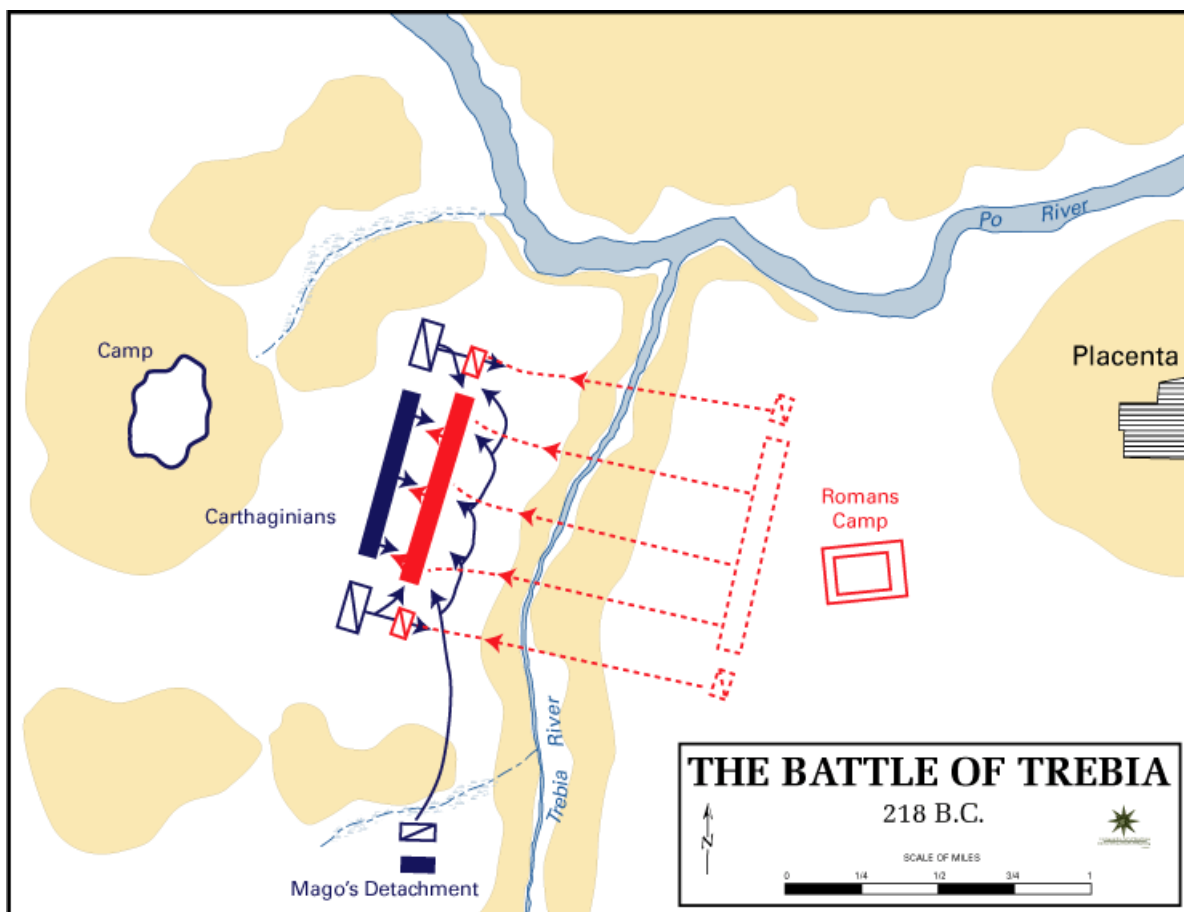 Po River
Camp
Placenta
Carthaginians
Romans
Camp
Trebia River
Mago's Detachment
THE BATTLE OF TREBIA
218 B.C.
N
SCALE OF MILES
0 1/4 1/2 3/4 1